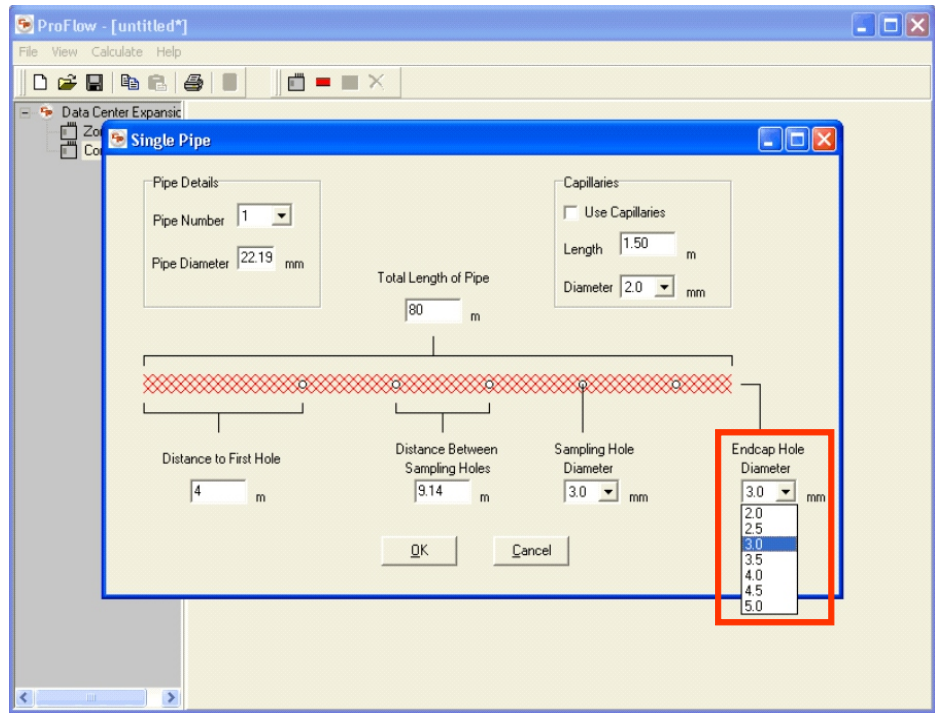 ProFlow - [untitled*]
File View Calculate Help
Data Center Expansio
Zo
Co
Single Pipe
Pipe Details
Pipe Number 1
Pipe Diameter 22.19 mm
Capillaries
Use Capillaries
Length 1.50 m
Diameter 2.0 mm
Total Length of Pipe
80 m
Distance to First Hole
4 m
Distance Between
Sampling Holes
9.14 m
Sampling Hole
Diameter
3.0 mm
Endcap Hole
Diameter
3.0 mm
2.0
2.5
3.0
3.5
4.0
4.5
5.0
OK Cancel